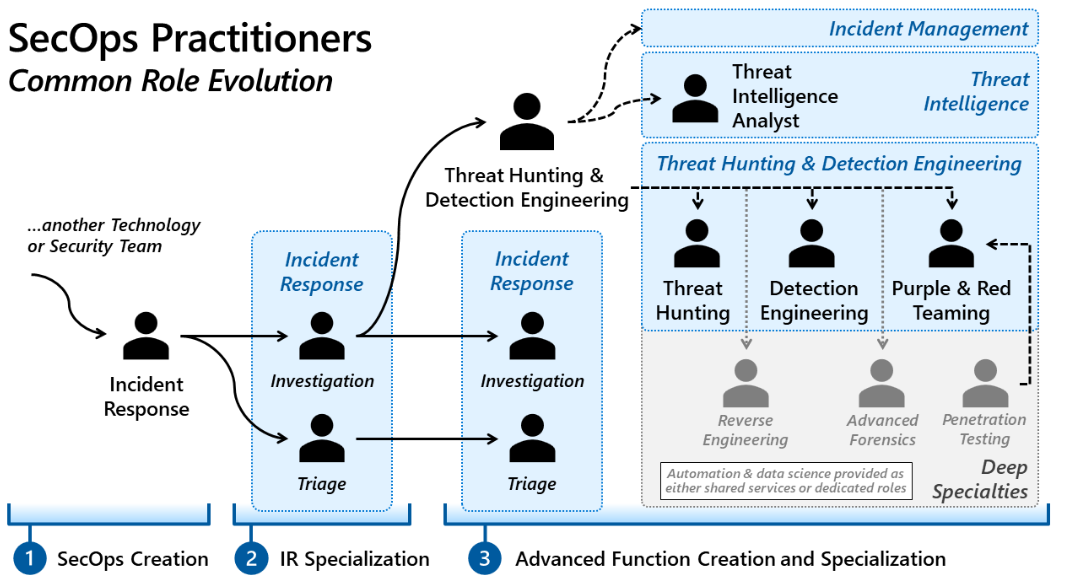 SecOps Practitioners
Common Role Evolution
Incident Management
Threat
Intelligence
Analyst
Threat
Intelligence
Threat Hunting &
Detection Engineering
Threat Hunting & Detection Engineering
...another Technology
or Security Team
Incident
Response
Incident
Response
Incident
Response
Threat
Hunting
Detection
Engineering
Purple & Red
Teaming
Investigation
Investigation
Triage
Triage
Reverse
Engineering
Advanced
Forensics
Penetration
Testing
Automation & data science provided as
either shared services or dedicated roles
Deep
Specialties
1 SecOps Creation
2 IR Specialization
3 Advanced Function Creation and Specialization